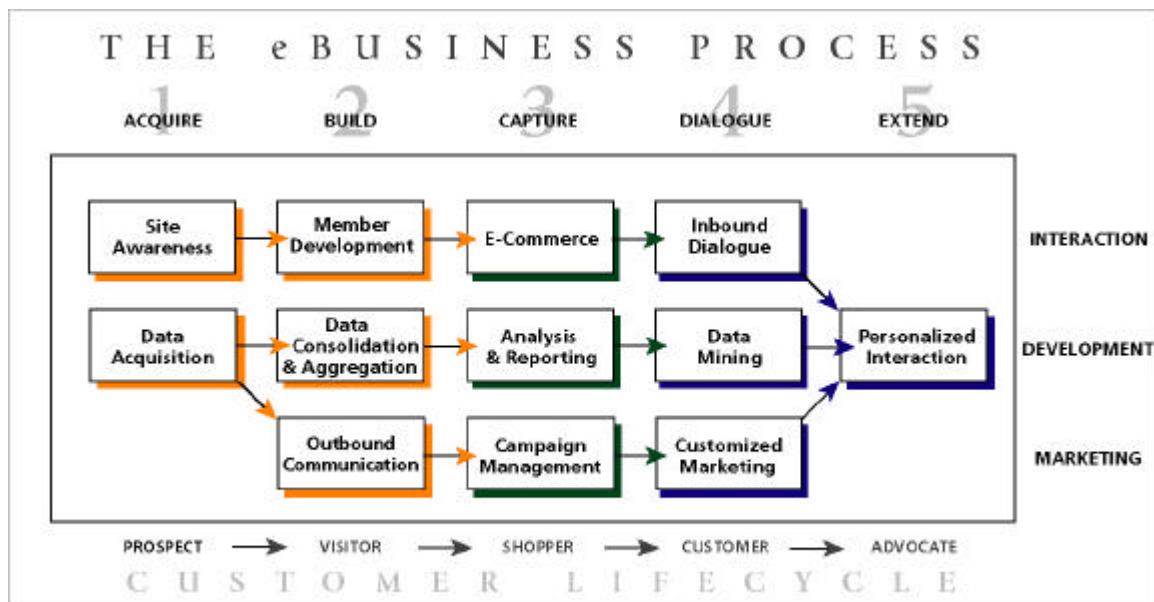 THE eBUSINESS PROCESS
1 2 3 4 5
ACQUIRE BUILD CAPTURE DIALOGUE EXTEND
Site
Awareness
Member
Development
E-Commerce
Inbound
Dialogue
INTERACTION
Data
Acquisition
Data
Consolidation
& Aggregation
Analysis
& Reporting
Data
Mining
Personalized
Interaction
DEVELOPMENT
Outbound
Communication
Campaign
Management
Customized
Marketing
MARKETING
PROSPECT VISITOR SHOPPER CUSTOMER ADVOCATE
CUSTOMER LIFECYCLE